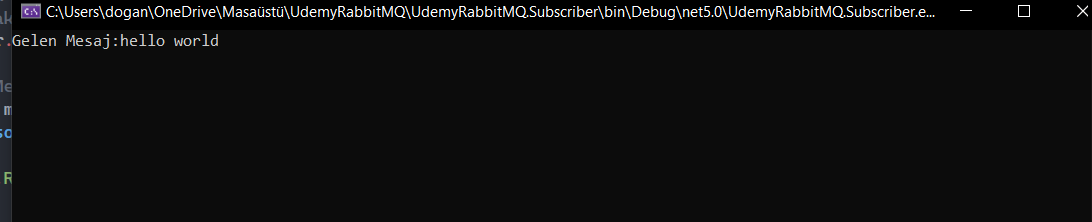 C:\Users\dogan\OneDrive\Masaüstü\UdemyRabbitMQ\UdemyRabbitMQ.Subscriber\bin\Debug\net5.0\UdemyRabbitMQ.Subscriber.e...
Gelen Mesaj:hello world